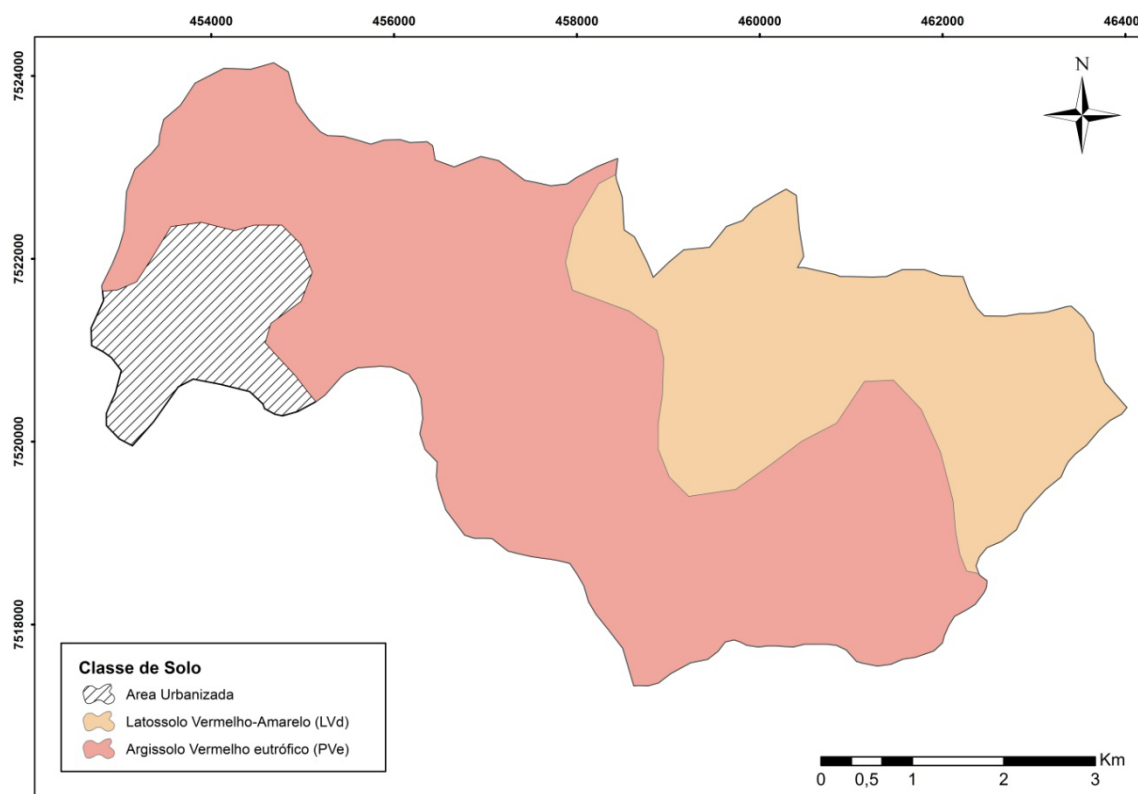 454000 456000 458000 460000 462000 464000
7524000
7522000
7520000
7518000
N
Classe de Solo
Area Urbanizada
Latossolo Vermelho-Amarelo (LVd)
Argissolo Vermelho eutrófico (PVe)
Km
0 0,5 1 2 3